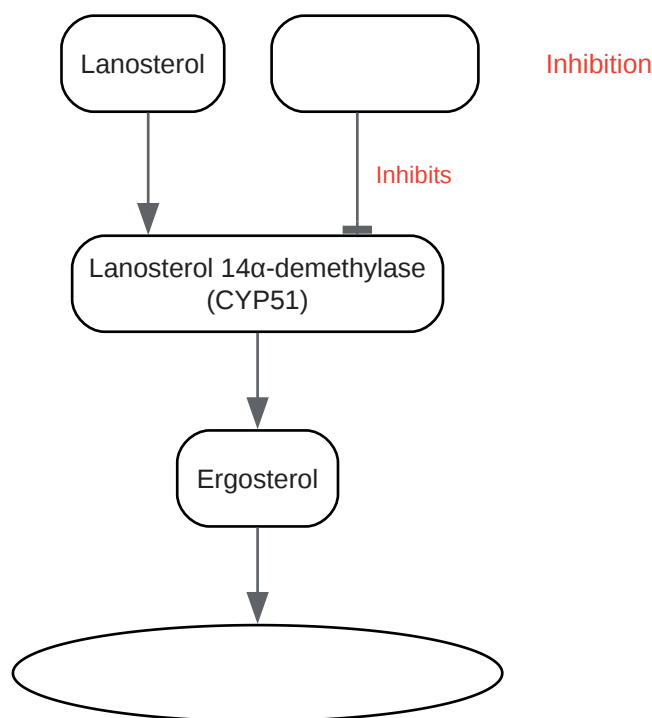 Lanosterol
Inhibition
Inhibits
Lanosterol 14α-demethylase
(CYP51)
Ergosterol